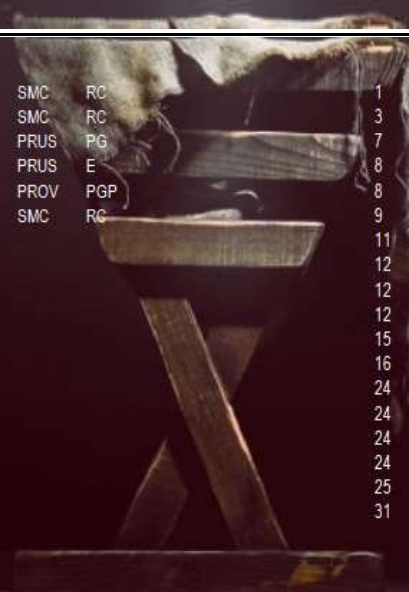 SMC RC 1
SMC RC 3
PRUS PG 7
PRUS E 8
PROV PGP 8
SMC RC 9
11
12
12
12
15
16
24
24
24
24
25
31